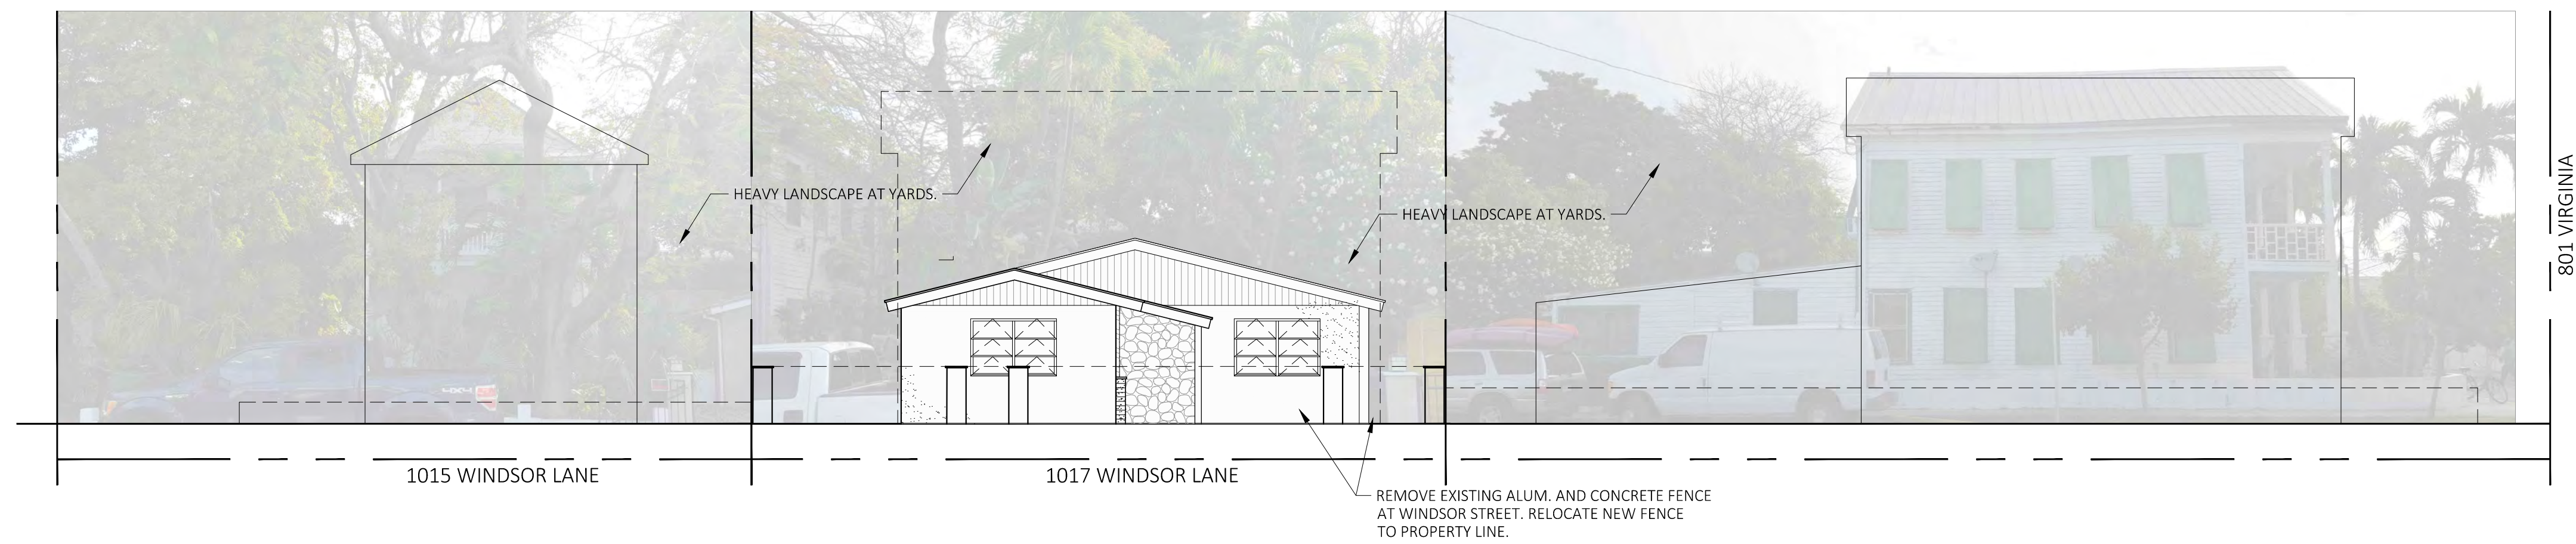 HEAVY LANDSCAPE AT YARDS.
HEAVY LANDSCAPE AT YARDS.
801 VIRGINIA
4X4
1015 WINDSOR LANE
1017 WINDSOR LANE
REMOVE EXISTING ALUM. AND CONCRETE FENCE
AT WINDSOR STREET. RELOCATE NEW FENCE
TO PROPERTY LINE.